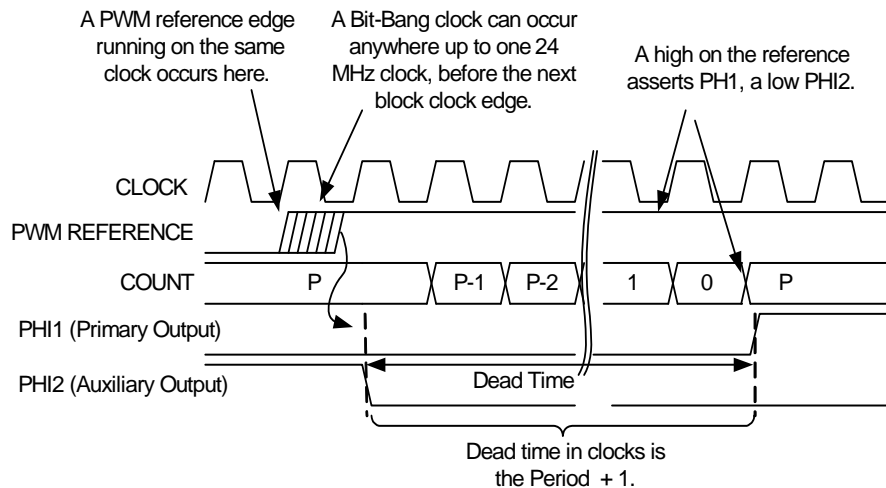 A PWM reference edge
running on the same
clock occurs here.
A Bit-Bang clock can occur
anywhere up to one 24
MHz clock, before the next
block clock edge.
A high on the reference
asserts PH1, a low PHI2.
CLOCK
PWM REFERENCE
COUNT
P
P-1
P-2
1
0
P
PHI1 (Primary Output)
PHI2 (Auxiliary Output)
Dead Time
Dead time in clocks is
the Period + 1.